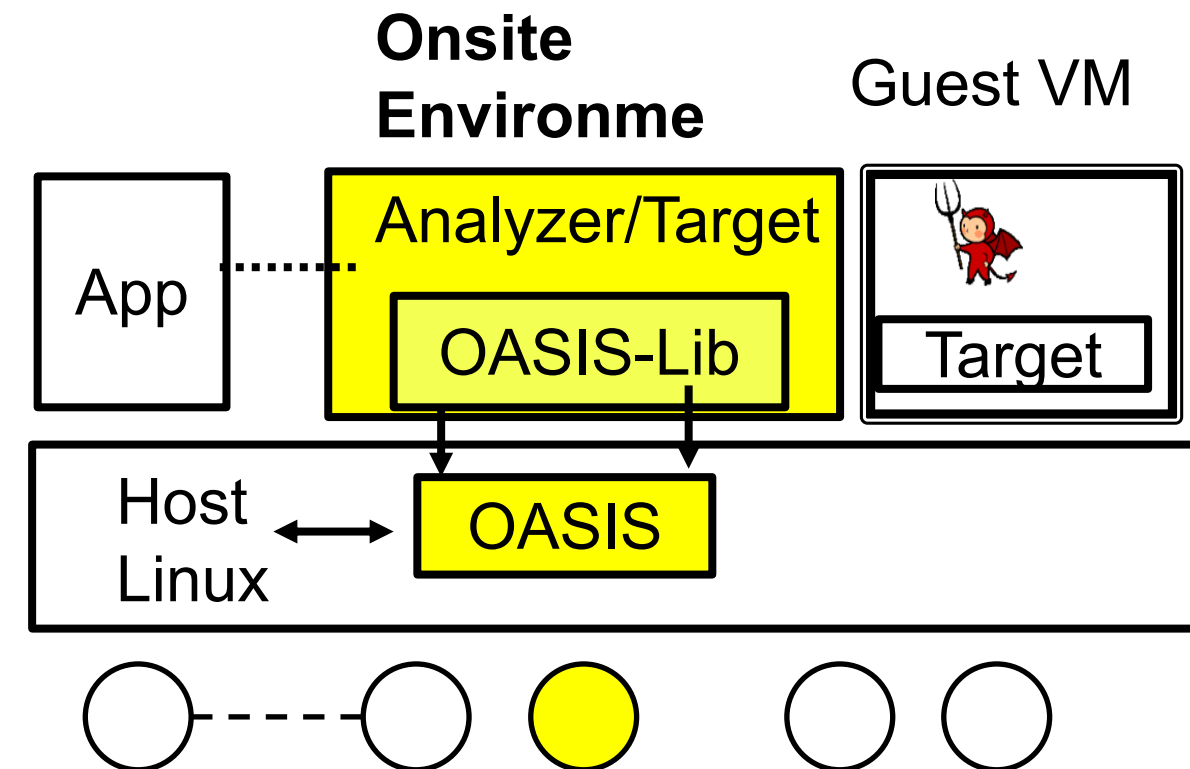 Onsite
Environme
Guest VM
App
Analyzer/Target
OASIS-Lib
Target
Host
Linux
OASIS